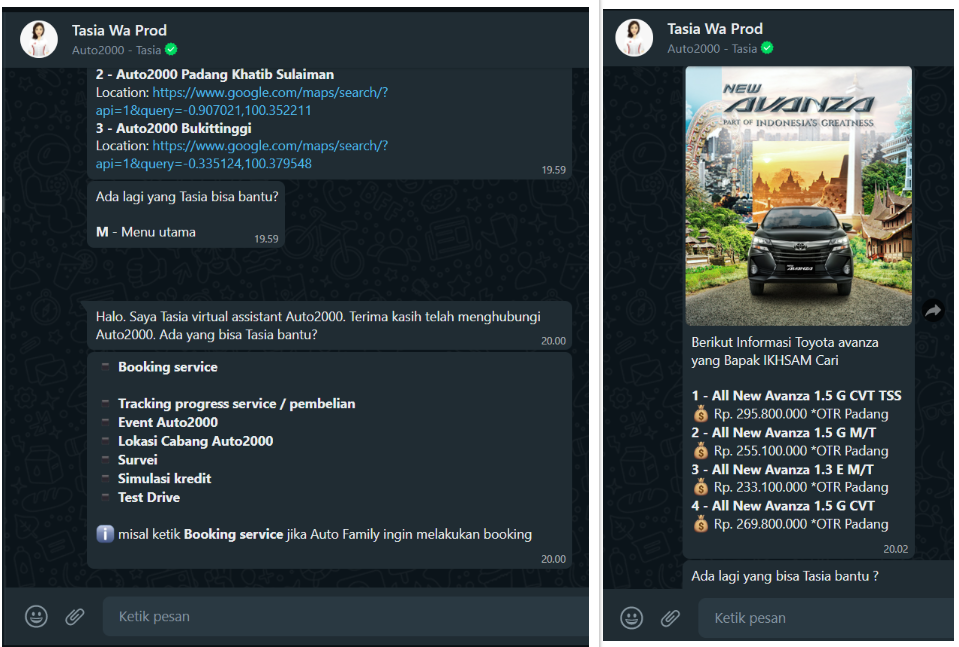 Tasia Wa Prod
Auto2000 - Tasia
2 - Auto2000 Padang Khatib Sulaiman
Location: https://www.google.com/maps/search/?
api=1&query=-0.907021,100.352211
3 - Auto2000 Bukittinggi
Location: https://www.google.com/maps/search/?
api=1&query=-0.335124,100.379548
19.59
Ada lagi yang Tasia bisa bantu?
M - Menu utama
19.59
Halo. Saya Tasia virtual assistant Auto2000. Terima kasih telah menghubungi
Auto2000. Ada yang bisa Tasia bantu?
20.00
Booking service
Tracking progress service / pembelian
Event Auto2000
Lokasi Cabang Auto2000
Survei
Simulasi kredit
Test Drive
misal ketik Booking service jika Auto Family ingin melakukan booking
20.00
Ketik pesan
Tasia Wa Prod
Auto2000 - Tasia
NEW
AVANZA
PART OF INDONESIA'S GREATNESS
AVANZA
Berikut Informasi Toyota avanza
yang Bapak IKHSAM Cari
1 - All New Avanza 1.5 G CVT TSS
Rp. 295.800.000 *OTR Padang
2 - All New Avanza 1.5 G M/T
Rp. 255.100.000 *OTR Padang
3 - All New Avanza 1.3 E M/T
Rp. 233.100.000 *OTR Padang
4 - All New Avanza 1.5 G CVT
Rp. 269.800.000 *OTR Padang
20.02
Ada lagi yang bisa Tasia bantu ?
Ketik pesan